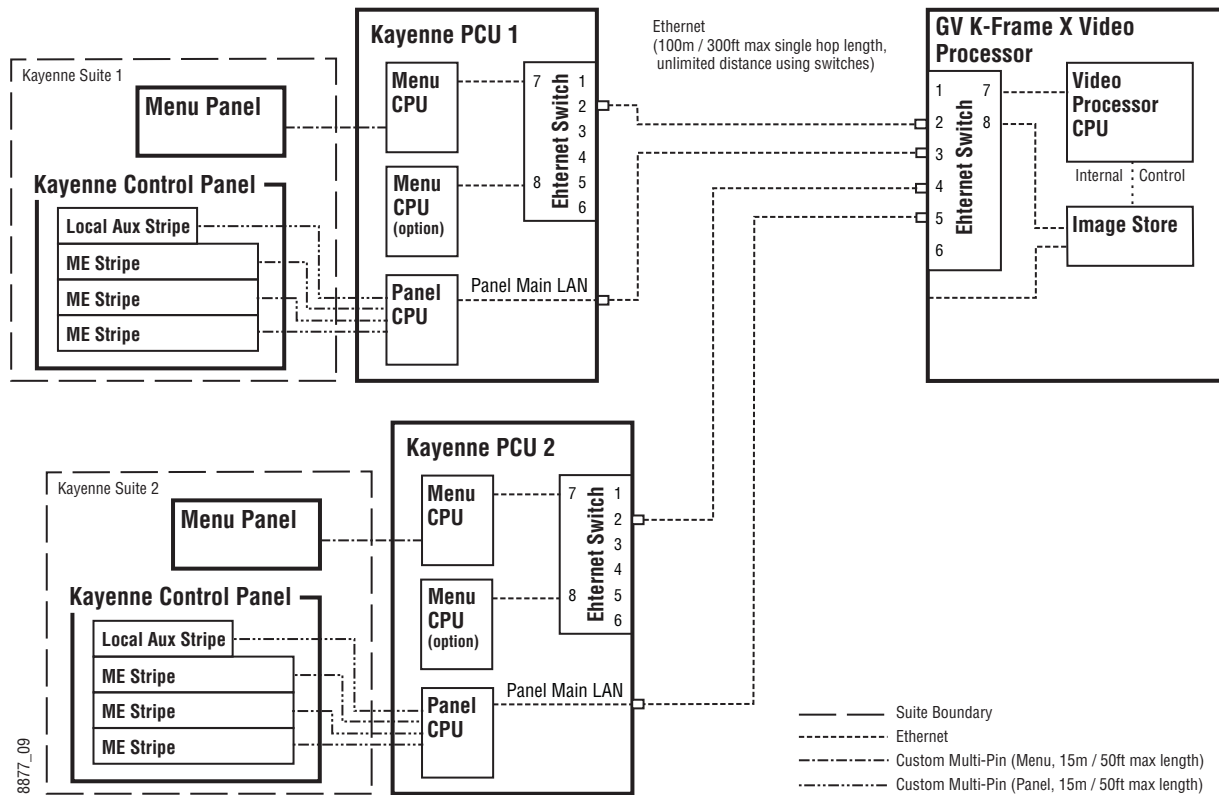 Kayenne PCU 1
Ethernet
(100m / 300ft max single hop length,
unlimited distance using switches)
GV K-Frame X Video
Processor
Kayenne Suite 1
Menu Panel
Kayenne Control Panel
Local Aux Stripe
ME Stripe
ME Stripe
ME Stripe
Menu
CPU
Menu
CPU
(option)
Panel
CPU
7
8
Ehternet Switch
1
2
3
4
5
6
Panel Main LAN
1
2
3
4
5
6
Ehternet Switch
7
8
Video
Processor
CPU
Internal
Control
Image Store
Kayenne PCU 2
Kayenne Suite 2
Menu Panel
Kayenne Control Panel
Local Aux Stripe
ME Stripe
ME Stripe
ME Stripe
Menu
CPU
Menu
CPU
(option)
Panel
CPU
7
8
Ehternet Switch
1
2
3
4
5
6
Panel Main LAN
Suite Boundary
Ethernet
Custom Multi-Pin (Menu, 15m / 50ft max length)
Custom Multi-Pin (Panel, 15m / 50ft max length)
8877_09